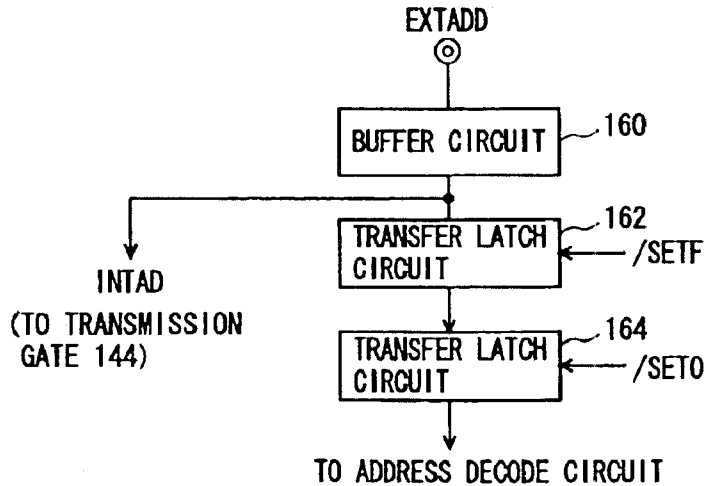 EXTADD
BUFFER CIRCUIT
160
TRANSFER LATCH
CIRCUIT
162
/SETF
INTAD
(TO TRANSMISSION
GATE 144)
TRANSFER LATCH
CIRCUIT
164
/SETO
TO ADDRESS DECODE CIRCUIT